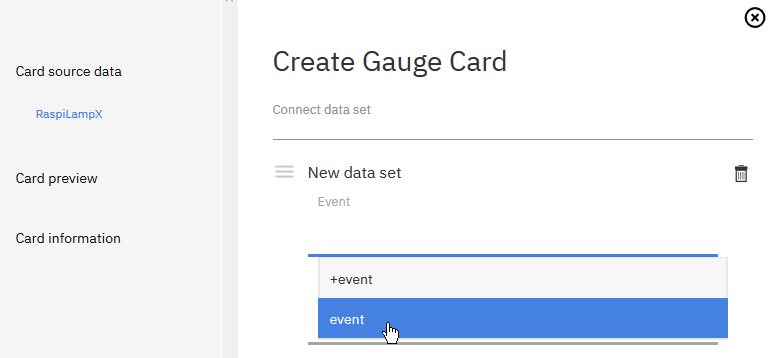 Card source data
RaspiLampX
Card preview
Card information
Create Gauge Card
Connect data set
New data set
Event
+event
event